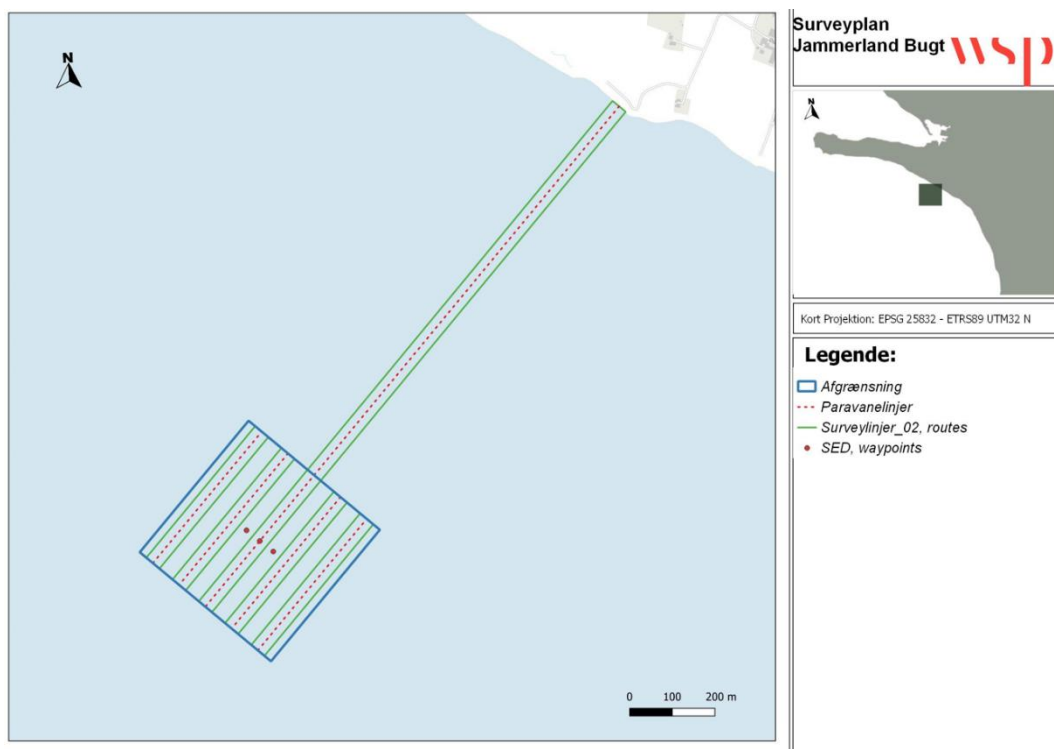 N
0 100 200 m
Surveyplan
Jammerland Bugt
wsp
N
Kort Projektion: EPSG 25832 - ETRS89 UTM32 N
Legende:
Afgrænsning
Paravanelinjer
Surveylinjer_02, routes
SED, waypoints